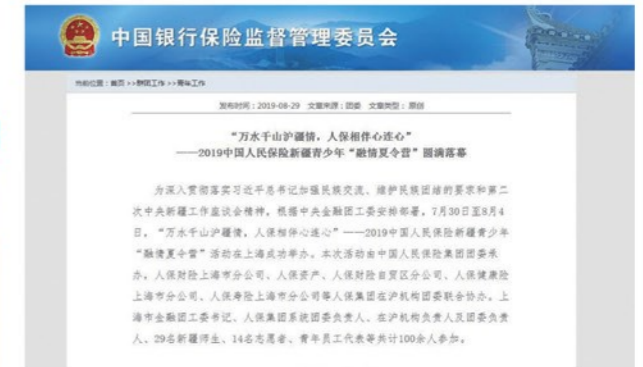 中国银行保险监督管理委员会
当前位置：首页 >>群团工作 >>青年工作
发布时间：2019-08-29 文章来源：团委 文章类型：原创
“万水千山沪疆情，人保相伴心连心”
——2019中国人民保险新疆青少年“融情夏令营”圆满落幕
为深入贯彻落实习近平总书记加强民族交流、维护民族团结的要求和第二
次中央新疆工作座谈会精神，根据中央金融团工委安排部署，7月30日至8月4
日，“万水千山沪疆情，人保相伴心连心”——2019中国人民保险新疆青少年
“融情夏令营”活动在上海成功举办。本次活动由中国人民保险集团团委承
办，人保财险上海市分公司、人保资产、人保财险自贸区分公司、人保健康险
上海市分公司、人保寿险上海市分公司等人保集团在沪机构团委联合协办。上
海市金融团工委书记、人保集团系统团委负责人、在沪机构负责人及团委负责
人、29名新疆师生、14名志愿者、青年员工代表等共计100余人参加。